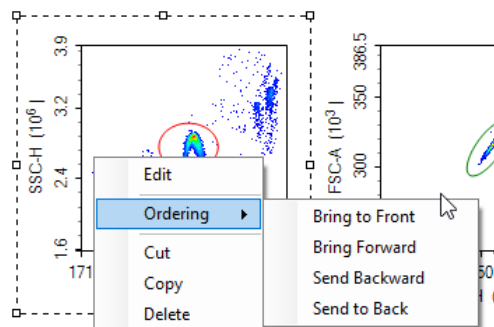 3.9
3.2
2.4
1.6
SSC-H (10⁶)
171
386.5
350
300
FSC-A (10³)
Edit
Ordering
Cut
Copy
Delete
Bring to Front
Bring Forward
Send Backward
Send to Back
50